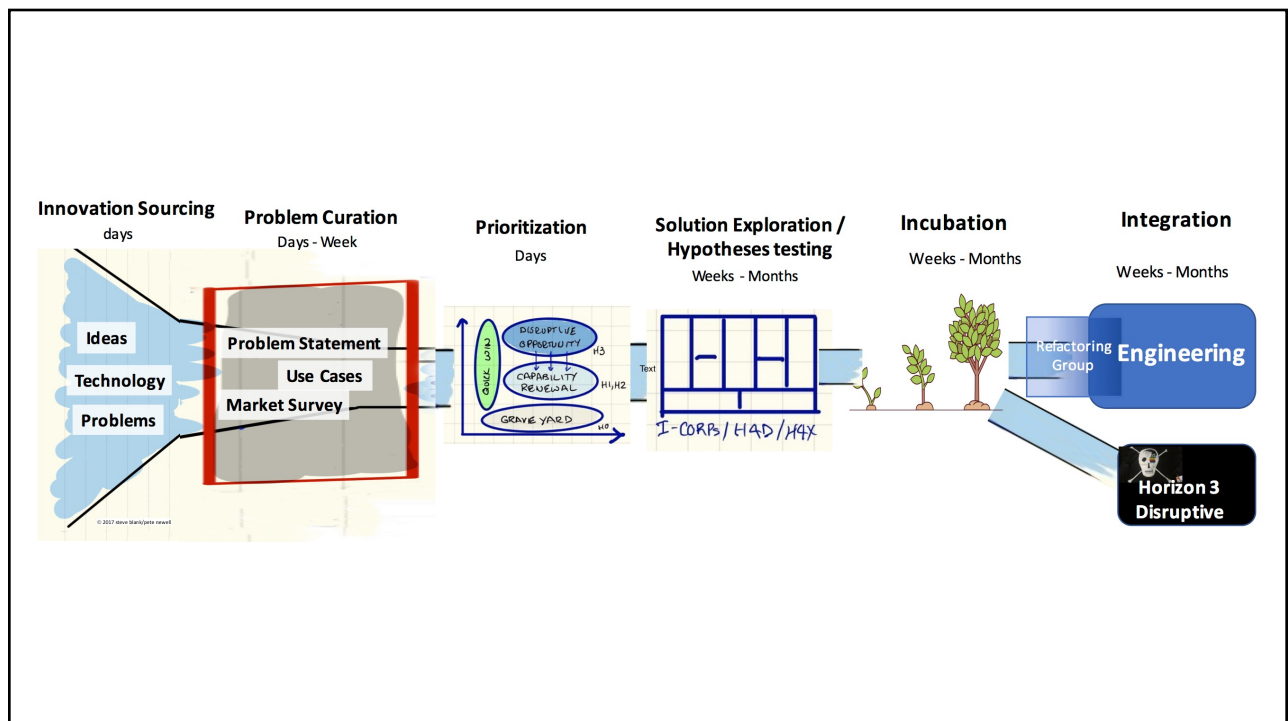 Innovation Sourcing
days
Ideas
Technology
Problems
© 2017 steve blank/pete newell
Problem Curation
Days - Week
Problem Statement
Use Cases
Market Survey
Prioritization
Days
QUICK WIN
DISRUPTIVE
OPPORTUNITY
H3
CAPABILITY
RENEWAL
H1,H2
GRAVE YARD
H0
Solution Exploration /
Hypotheses testing
Weeks - Months
Text
I-CORPS/H4D/H4X
Incubation
Weeks - Months
Integration
Weeks - Months
Refactoring
Group
Engineering
Horizon 3
Disruptive